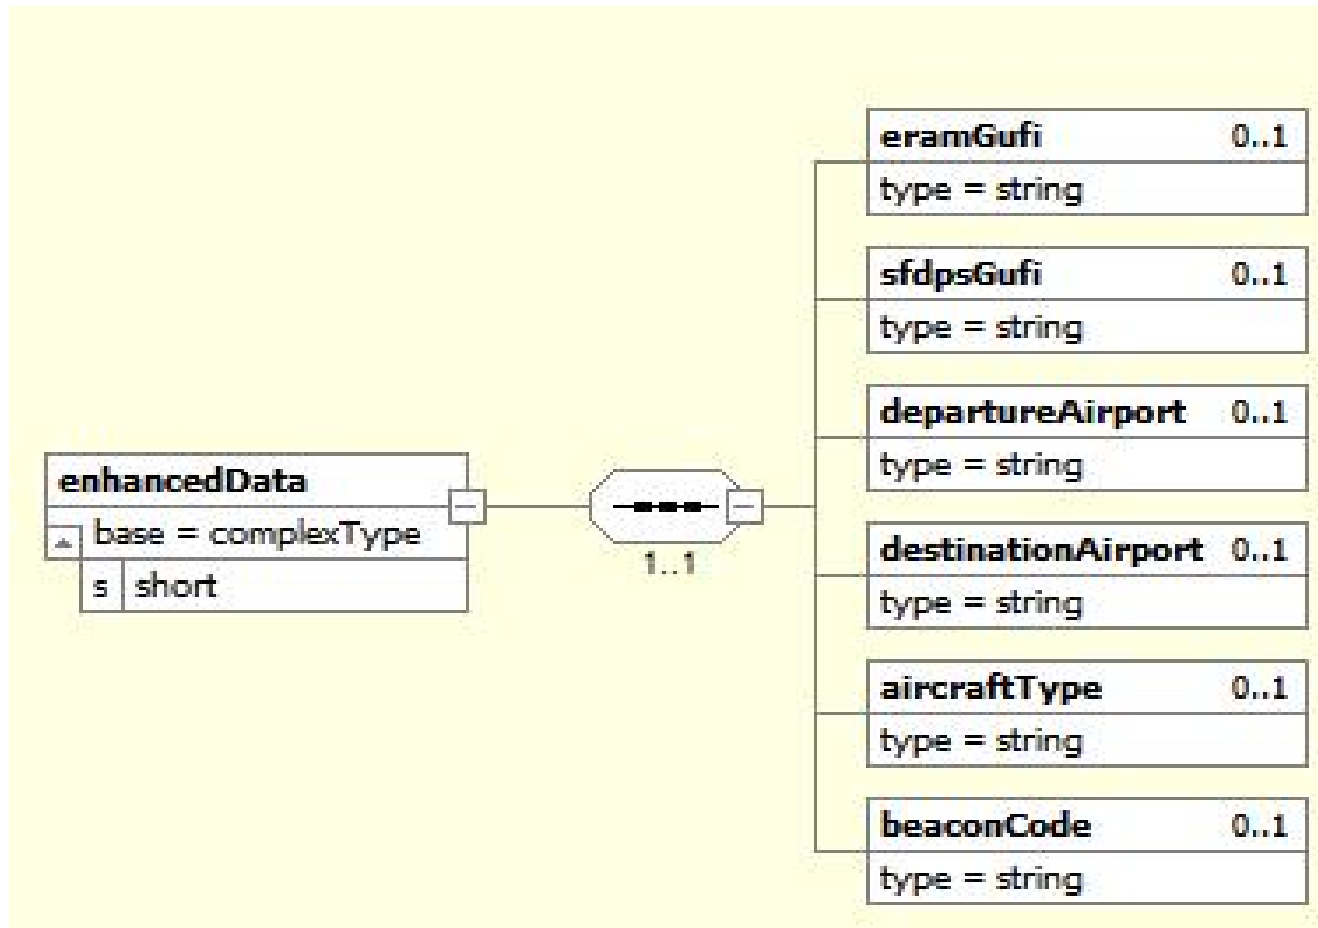 eramGufi 0..1
type = string
sfdpsGufi 0..1
type = string
departureAirport 0..1
type = string
enhancedData
base = complexType
s short
1..1
destinationAirport 0..1
type = string
aircraftType 0..1
type = string
beaconCode 0..1
type = string